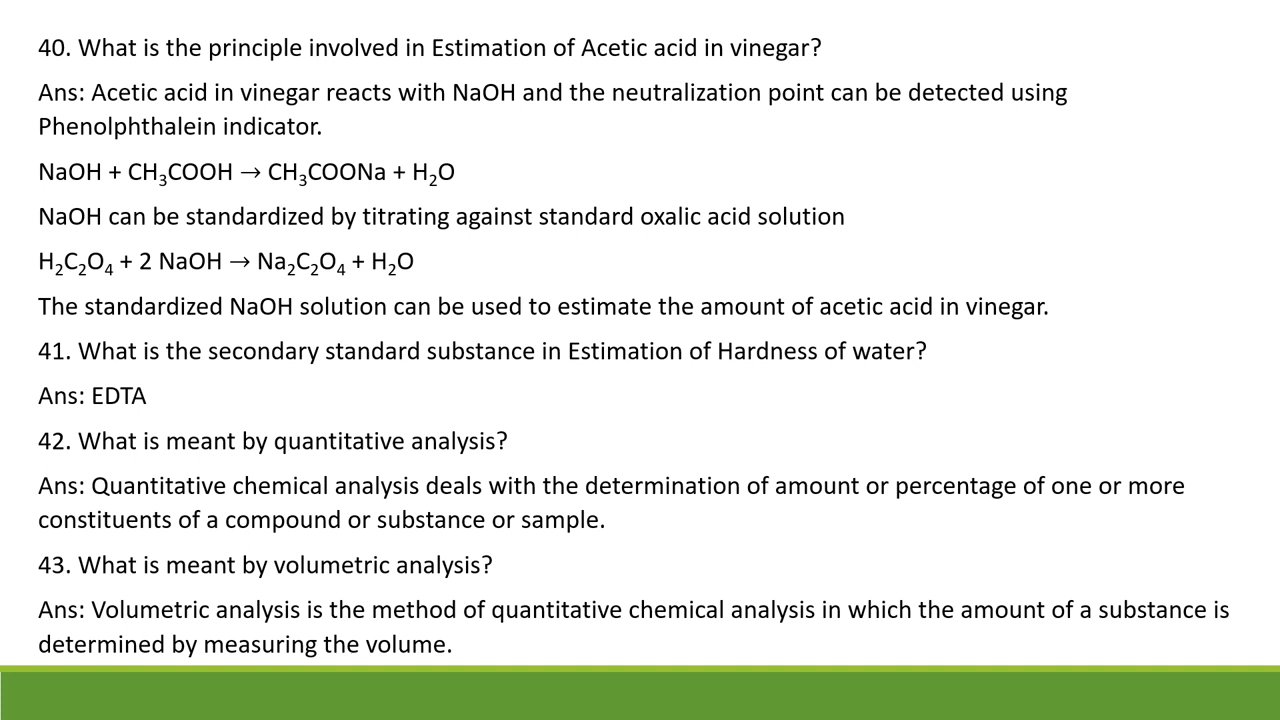 40. What is the principle involved in Estimation of Acetic acid in vinegar?
Ans: Acetic acid in vinegar reacts with NaOH and the neutralization point can be detected using
Phenolphthalein indicator.
NaOH + CH₃COOH → CH₃COONa + H₂O
NaOH can be standardized by titrating against standard oxalic acid solution
H₂C₂O₄ + 2 NaOH → Na₂C₂O₄ + H₂O
The standardized NaOH solution can be used to estimate the amount of acetic acid in vinegar.
41. What is the secondary standard substance in Estimation of Hardness of water?
Ans: EDTA
42. What is meant by quantitative analysis?
Ans: Quantitative chemical analysis deals with the determination of amount or percentage of one or more
constituents of a compound or substance or sample.
43. What is meant by volumetric analysis?
Ans: Volumetric analysis is the method of quantitative chemical analysis in which the amount of a substance is
determined by measuring the volume.